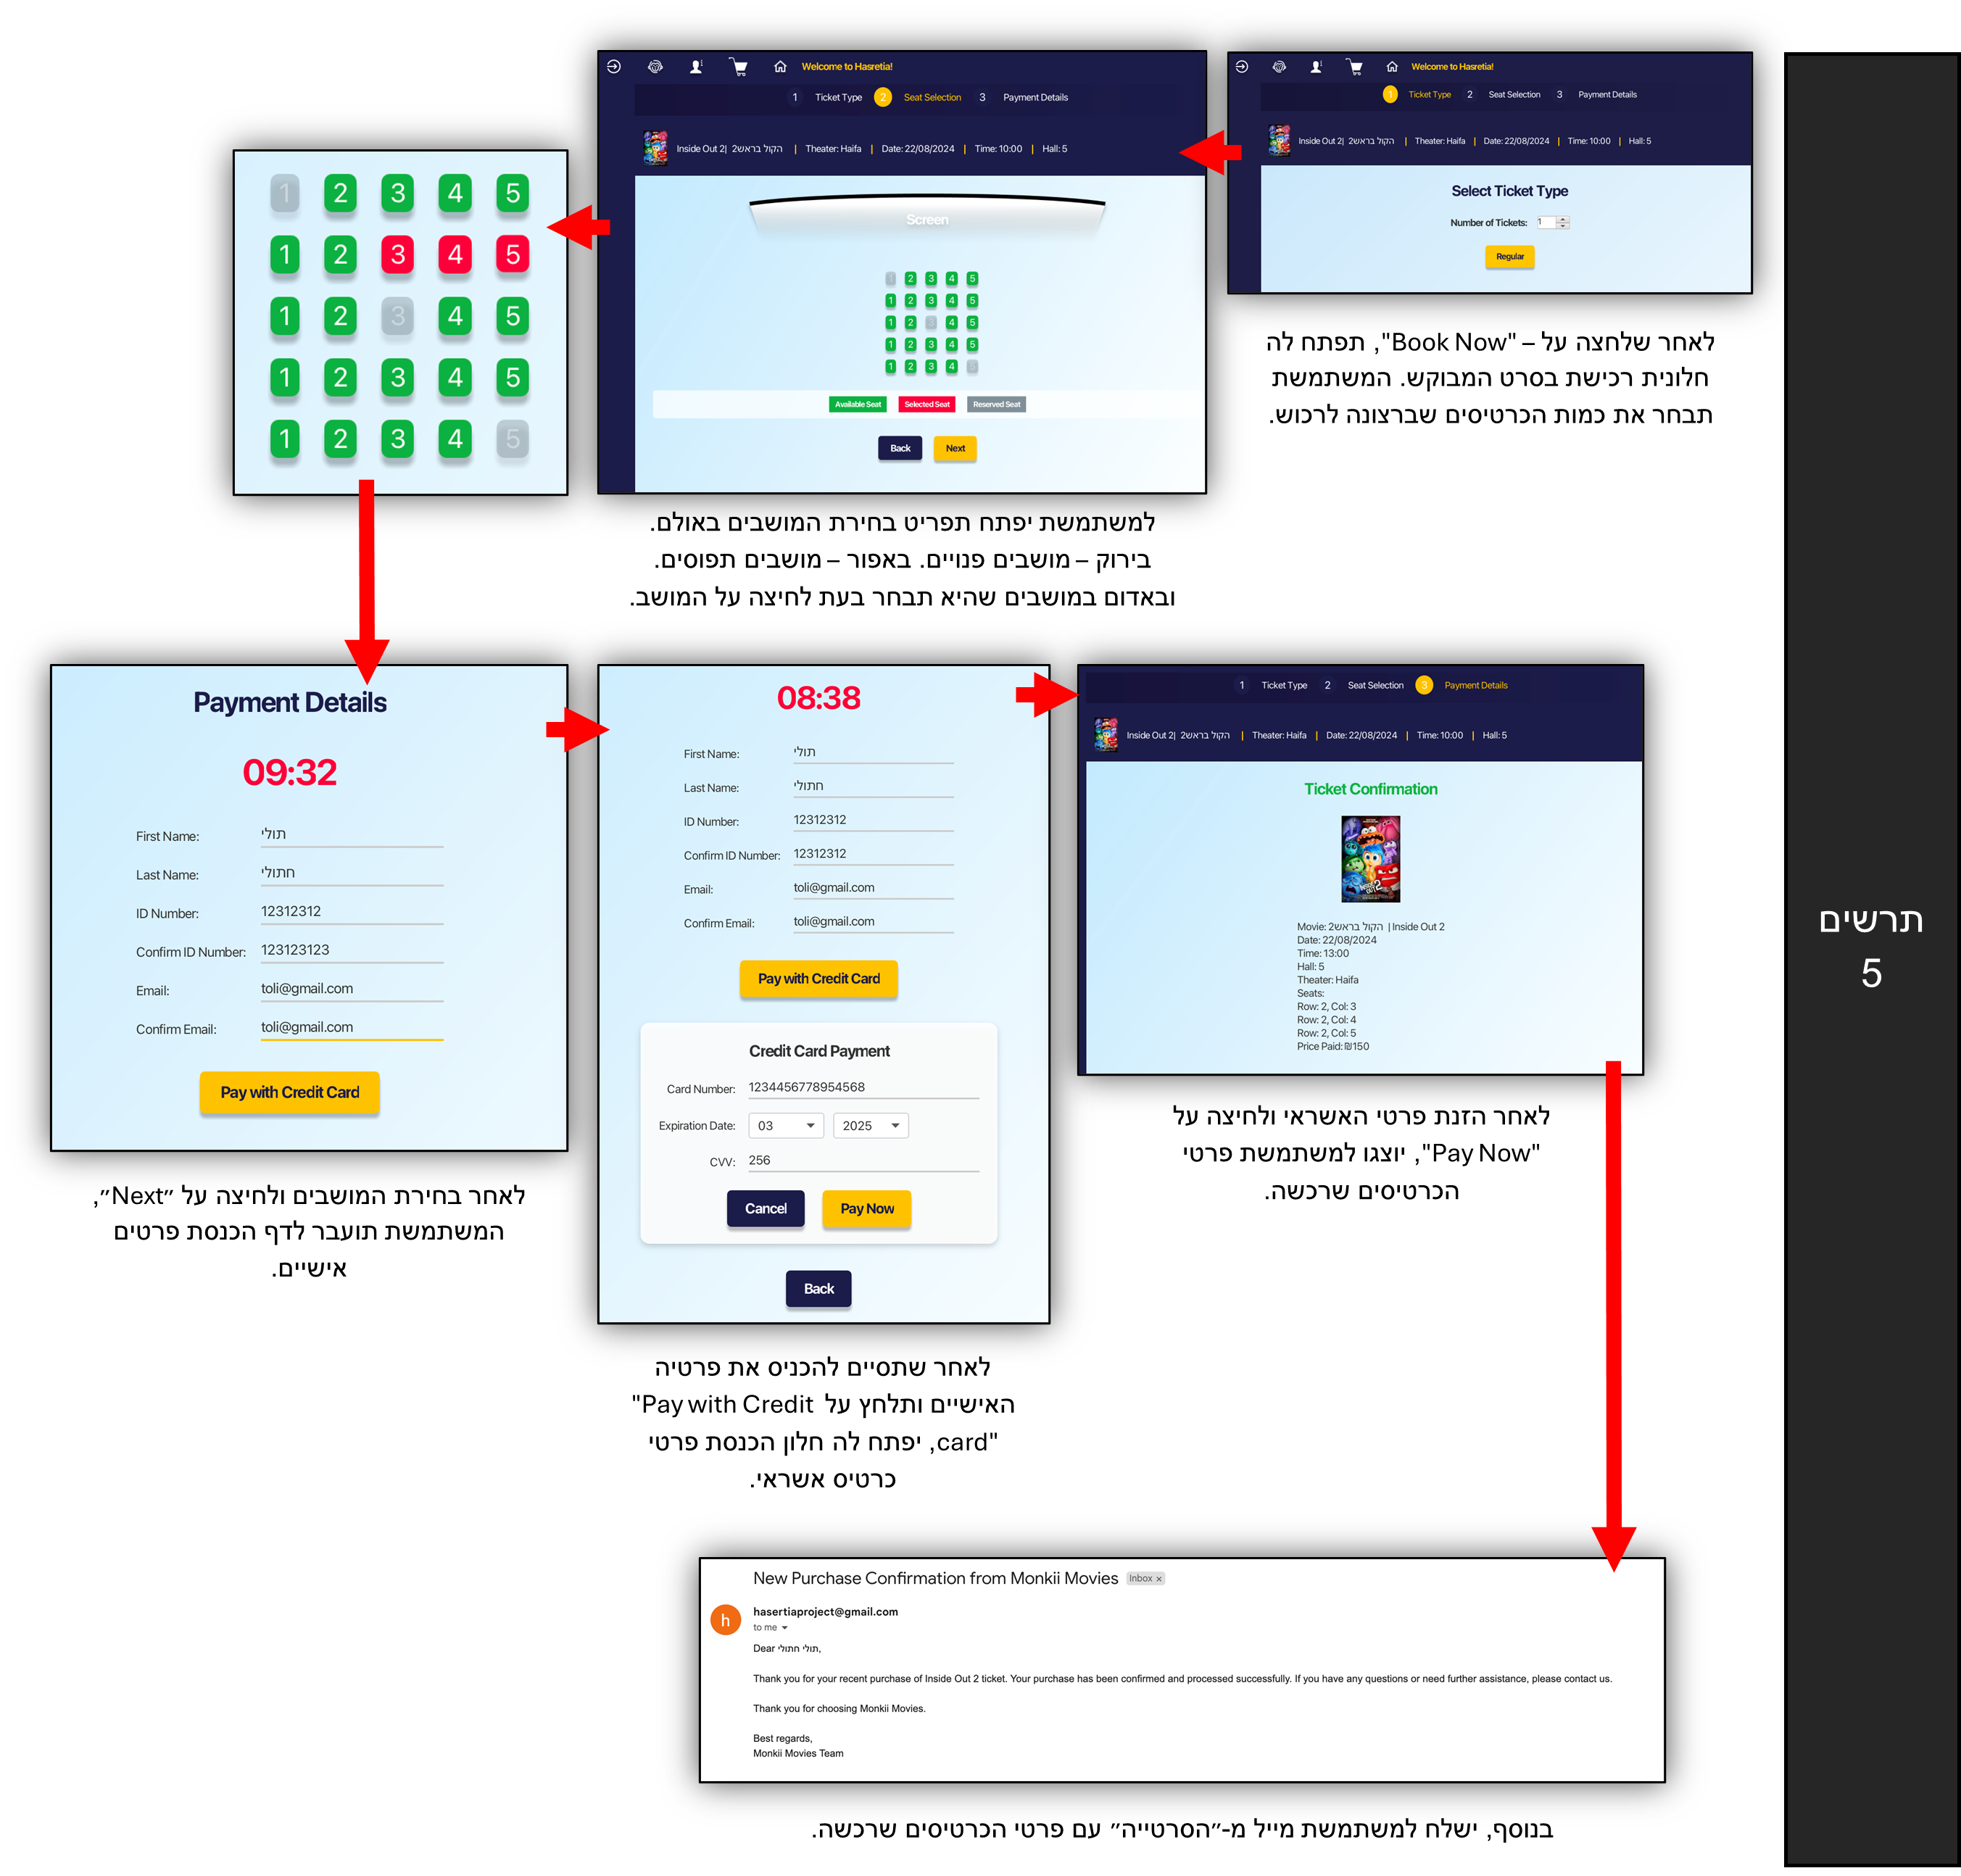 תרשים
5
Welcome to Hasretia!
1 Ticket Type 2 Seat Selection 3 Payment Details
Inside Out 2| הקול בראש2 | Theater: Haifa | Date: 22/08/2024 | Time: 10:00 | Hall: 5
Select Ticket Type
Number of Tickets: 1
Regular
לאחר שלחצה על – "Book Now", תפתח לה
חלונית רכישת בסרט המבוקש. המשתמשת
תבחר את כמות הכרטיסים שברצונה לרכוש.
Welcome to Hasretia!
1 Ticket Type 2 Seat Selection 3 Payment Details
Inside Out 2| הקול בראש2 | Theater: Haifa | Date: 22/08/2024 | Time: 10:00 | Hall: 5
Screen
1 2 3 4 5
1 2 3 4 5
1 2 3 4 5
1 2 3 4 5
1 2 3 4 5
Available Seat Selected Seat Reserved Seat
Back Next
למשתמשת יפתח תפריט בחירת המושבים באולם.
בירוק – מושבים פנויים. באפור – מושבים תפוסים.
ובאדום במושבים שהיא תבחר בעת לחיצה על המושב.
1 2 3 4 5
1 2 3 4 5
1 2 3 4 5
1 2 3 4 5
1 2 3 4 5
Payment Details
09:32
First Name: תולי
Last Name: חתולי
ID Number: 12312312
Confirm ID Number: 123123123
Email: toli@gmail.com
Confirm Email: toli@gmail.com
Pay with Credit Card
לאחר בחירת המושבים ולחיצה על ״Next״,
המשתמשת תועבר לדף הכנסת פרטים
אישיים.
08:38
First Name: תולי
Last Name: חתולי
ID Number: 12312312
Confirm ID Number: 12312312
Email: toli@gmail.com
Confirm Email: toli@gmail.com
Pay with Credit Card
Credit Card Payment
Card Number: 1234456778954568
Expiration Date: 03 2025
CVV: 256
Cancel Pay Now
Back
לאחר שתסיים להכניס את פרטיה
האישיים ותלחץ על "Pay with Credit
card", יפתח לה חלון הכנסת פרטי
כרטיס אשראי.
1 Ticket Type 2 Seat Selection 3 Payment Details
Inside Out 2| הקול בראש2 | Theater: Haifa | Date: 22/08/2024 | Time: 10:00 | Hall: 5
Ticket Confirmation
INSIDE OUT 2
Movie: הקול בראש2 | Inside Out 2
Date: 22/08/2024
Time: 13:00
Hall: 5
Theater: Haifa
Seats:
Row: 2, Col: 3
Row: 2, Col: 4
Row: 2, Col: 5
Price Paid: ₪150
לאחר הזנת פרטי האשראי ולחיצה על
"Pay Now", יוצגו למשתמשת פרטי
הכרטיסים שרכשה.
New Purchase Confirmation from Monkii Movies Inbox x
h hasertiaproject@gmail.com
to me
Dear תולי חתולי,
Thank you for your recent purchase of Inside Out 2 ticket. Your purchase has been confirmed and processed successfully. If you have any questions or need further assistance, please contact us.
Thank you for choosing Monkii Movies.
Best regards,
Monkii Movies Team
בנוסף, ישלח למשתמשת מייל מ-״הסרטייה״ עם פרטי הכרטיסים שרכשה.